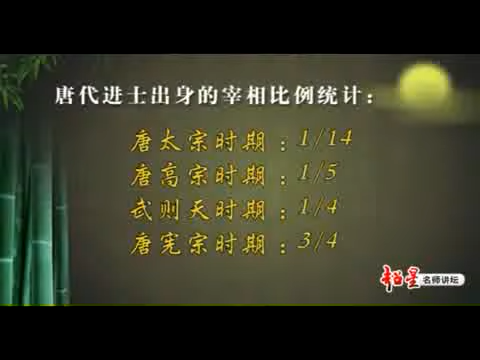 唐代进士出身的宰相比例统计：
唐太宗时期：1/14
唐高宗时期：1/5
武则天时期：1/4
唐宪宗时期：3/4
名师讲坛